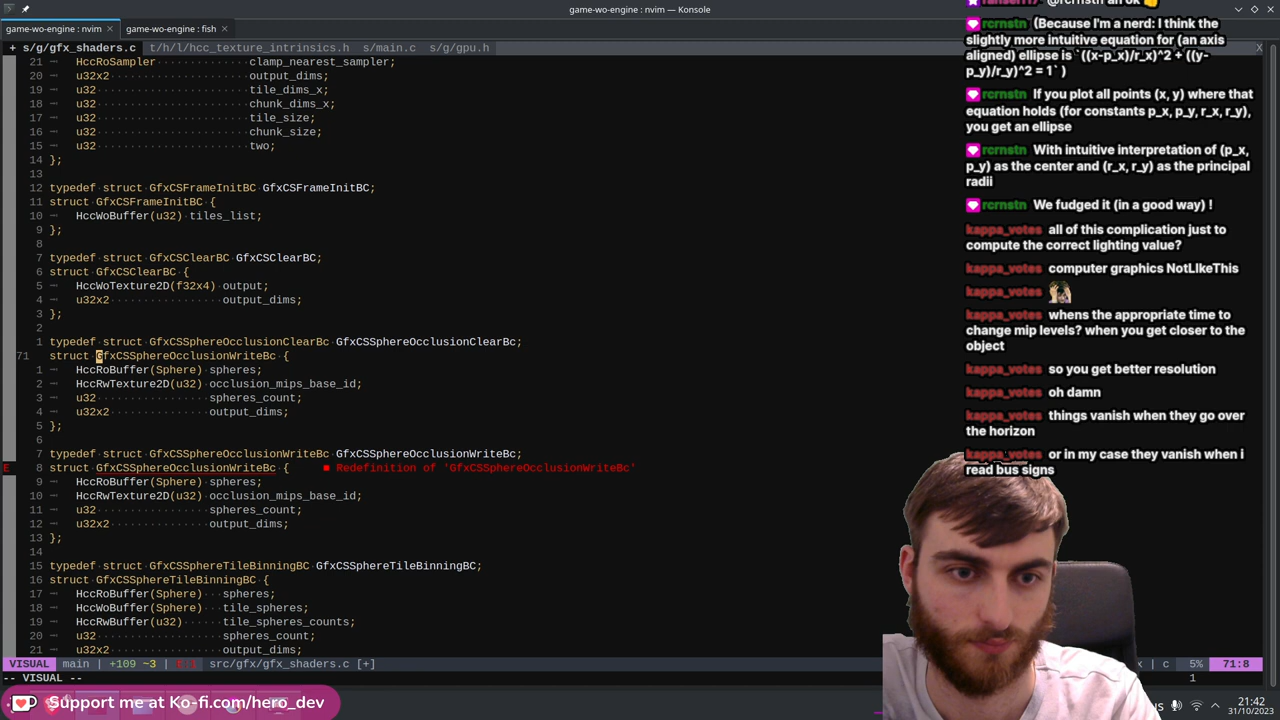 game-wo-engine : nvim — Konsole
game-wo-engine : nvim
game-wo-engine : fish
+ s/g/gfx_shaders.c t/h/l/hcc_texture_intrinsics.h s/main.c s/g/gpu.h X
21 HccRoSampler clamp_nearest_sampler;
20 u32x2 output_dims;
19 u32 tile_dims_x;
18 u32 chunk_dims_x;
17 u32 tile_size;
16 u32 chunk_size;
15 u32 two;
14 };
13
12 typedef struct GfxCSFrameInitBC GfxCSFrameInitBC;
11 struct GfxCSFrameInitBC {
10 HccWoBuffer(u32) tiles_list;
9 };
8
7 typedef struct GfxCSClearBC GfxCSClearBC;
6 struct GfxCSClearBC {
5 HccWoTexture2D(f32x4) output;
4 u32x2 output_dims;
3 };
2
1 typedef struct GfxCSSphereOcclusionClearBc GfxCSSphereOcclusionClearBc;
71 struct GfxCSSphereOcclusionWriteBc {
1 HccRoBuffer(Sphere) spheres;
2 HccRwTexture2D(u32) occlusion_mips_base_id;
3 u32 spheres_count;
4 u32x2 output_dims;
5 };
6
7 typedef struct GfxCSSphereOcclusionWriteBc GfxCSSphereOcclusionWriteBc;
E 8 struct GfxCSSphereOcclusionWriteBc { ■ Redefinition of 'GfxCSSphereOcclusionWriteBc'
9 HccRoBuffer(Sphere) spheres;
10 HccRwTexture2D(u32) occlusion_mips_base_id;
11 u32 spheres_count;
12 u32x2 output_dims;
13 };
14
15 typedef struct GfxCSSphereTileBinningBC GfxCSSphereTileBinningBC;
16 struct GfxCSSphereTileBinningBC {
17 HccRoBuffer(Sphere) spheres;
18 HccWoBuffer(Sphere) tile_spheres;
19 HccRwBuffer(u32) tile_spheres_counts;
20 u32 spheres_count;
21 u32x2 output_dims;
VISUAL main | +109 ~3 | src/gfx/gfx_shaders.c [+] | c 5% 71:8
-- VISUAL -- 1
Support me at Ko-fi.com/hero_dev
21:42
31/10/2023
@rcrnstn ah ok
rcrnstn (Because I'm a nerd: I think the
slightly more intuitive equation for (an axis
aligned) ellipse is `((x-p_x)/r_x)^2 + ((y-
p_y)/r_y)^2 = 1` )
rcrnstn If you plot all points (x, y) where that
equation holds (for constants p_x, p_y, r_x, r_y),
you get an ellipse
rcrnstn With intuitive interpretation of (p_x,
p_y) as the center and (r_x, r_y) as the principal
radii
rcrnstn We fudged it (in a good way) !
kappa_votes all of this complication just to
compute the correct lighting value?
kappa_votes computer graphics NotLIkeThis
kappa_votes
kappa_votes whens the appropriate time to
change mip levels? when you get closer to the
object
kappa_votes so you get better resolution
kappa_votes oh damn
kappa_votes things vanish when they go over
the horizon
kappa_votes or in my case they vanish when i
read bus signs